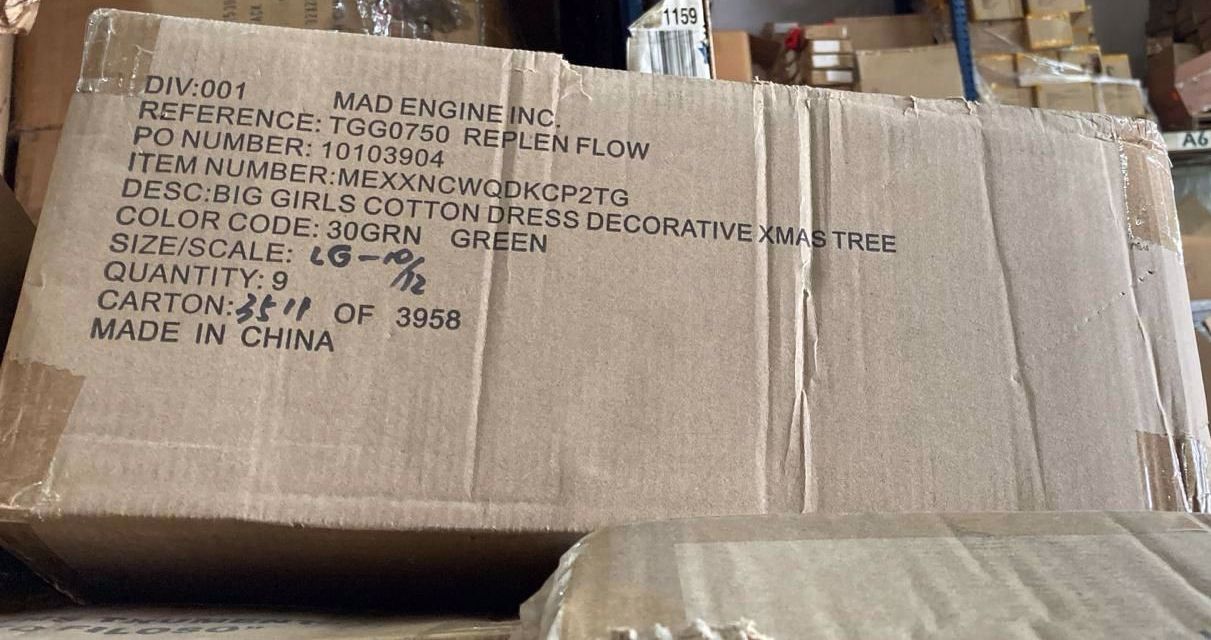 1159
A6
DIV:001 MAD ENGINE INC.
REFERENCE: TGG0750 REPLEN FLOW
PO NUMBER: 10103904
ITEM NUMBER:MEXXNCWQDKCP2TG
DESC:BIG GIRLS COTTON DRESS DECORATIVE XMAS TREE
COLOR CODE: 30GRN GREEN
SIZE/SCALE: LG-10/12
QUANTITY: 9
CARTON:3511 OF 3958
MADE IN CHINA